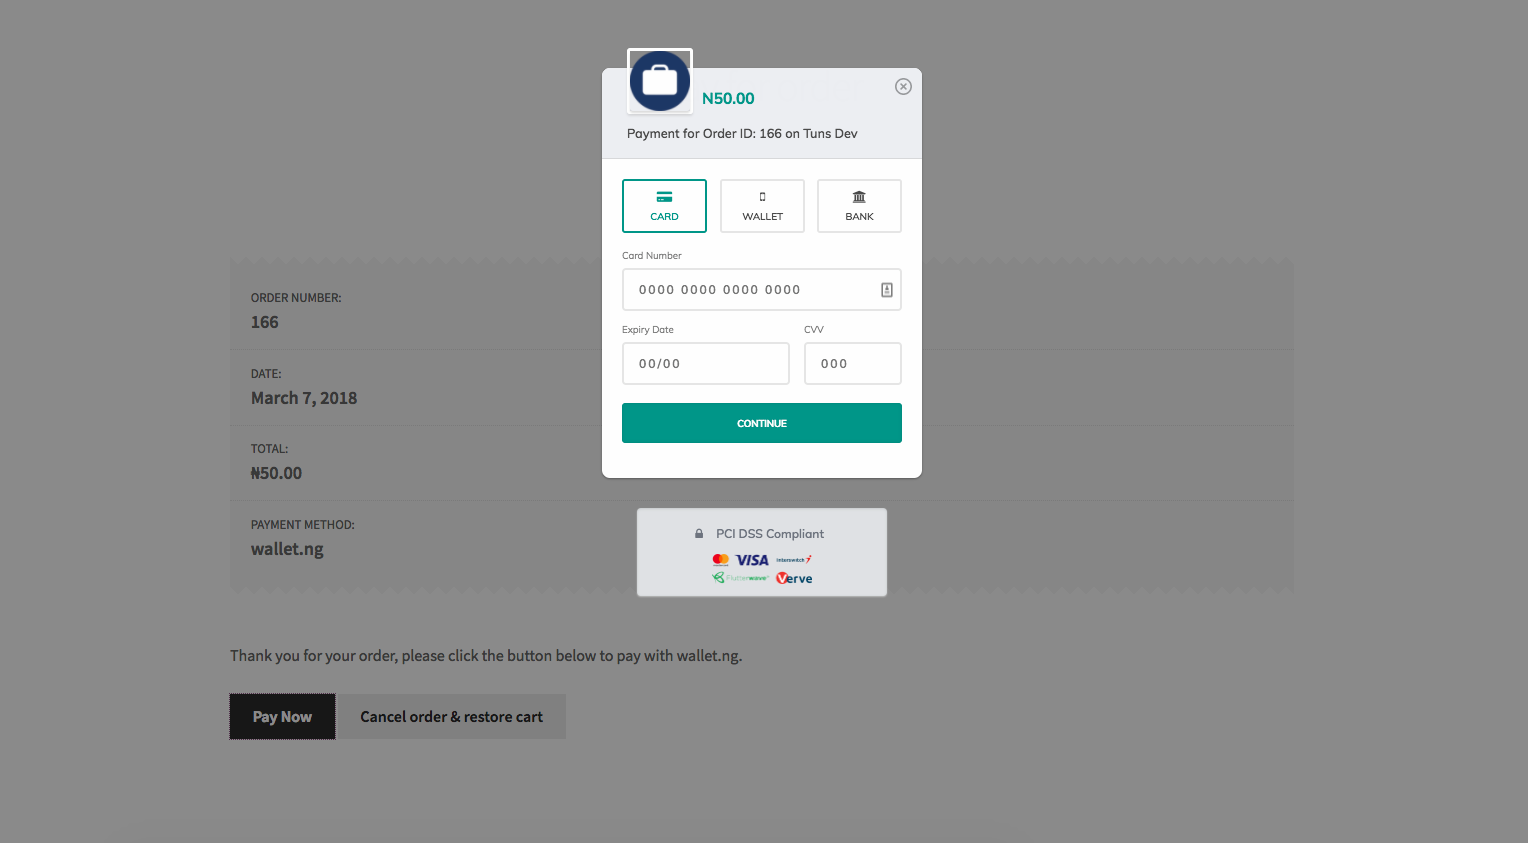 N50.00
Payment for Order ID: 166 on Tuns Dev
CARD
WALLET
BANK
Card Number
0000 0000 0000 0000
Expiry Date
CVV
00/00
000
CONTINUE
PCI DSS Compliant
VISA
Interswitch
Flutterwave
Verve
ORDER NUMBER:
166
DATE:
March 7, 2018
TOTAL:
₦50.00
PAYMENT METHOD:
wallet.ng
Thank you for your order, please click the button below to pay with wallet.ng.
Pay Now
Cancel order & restore cart